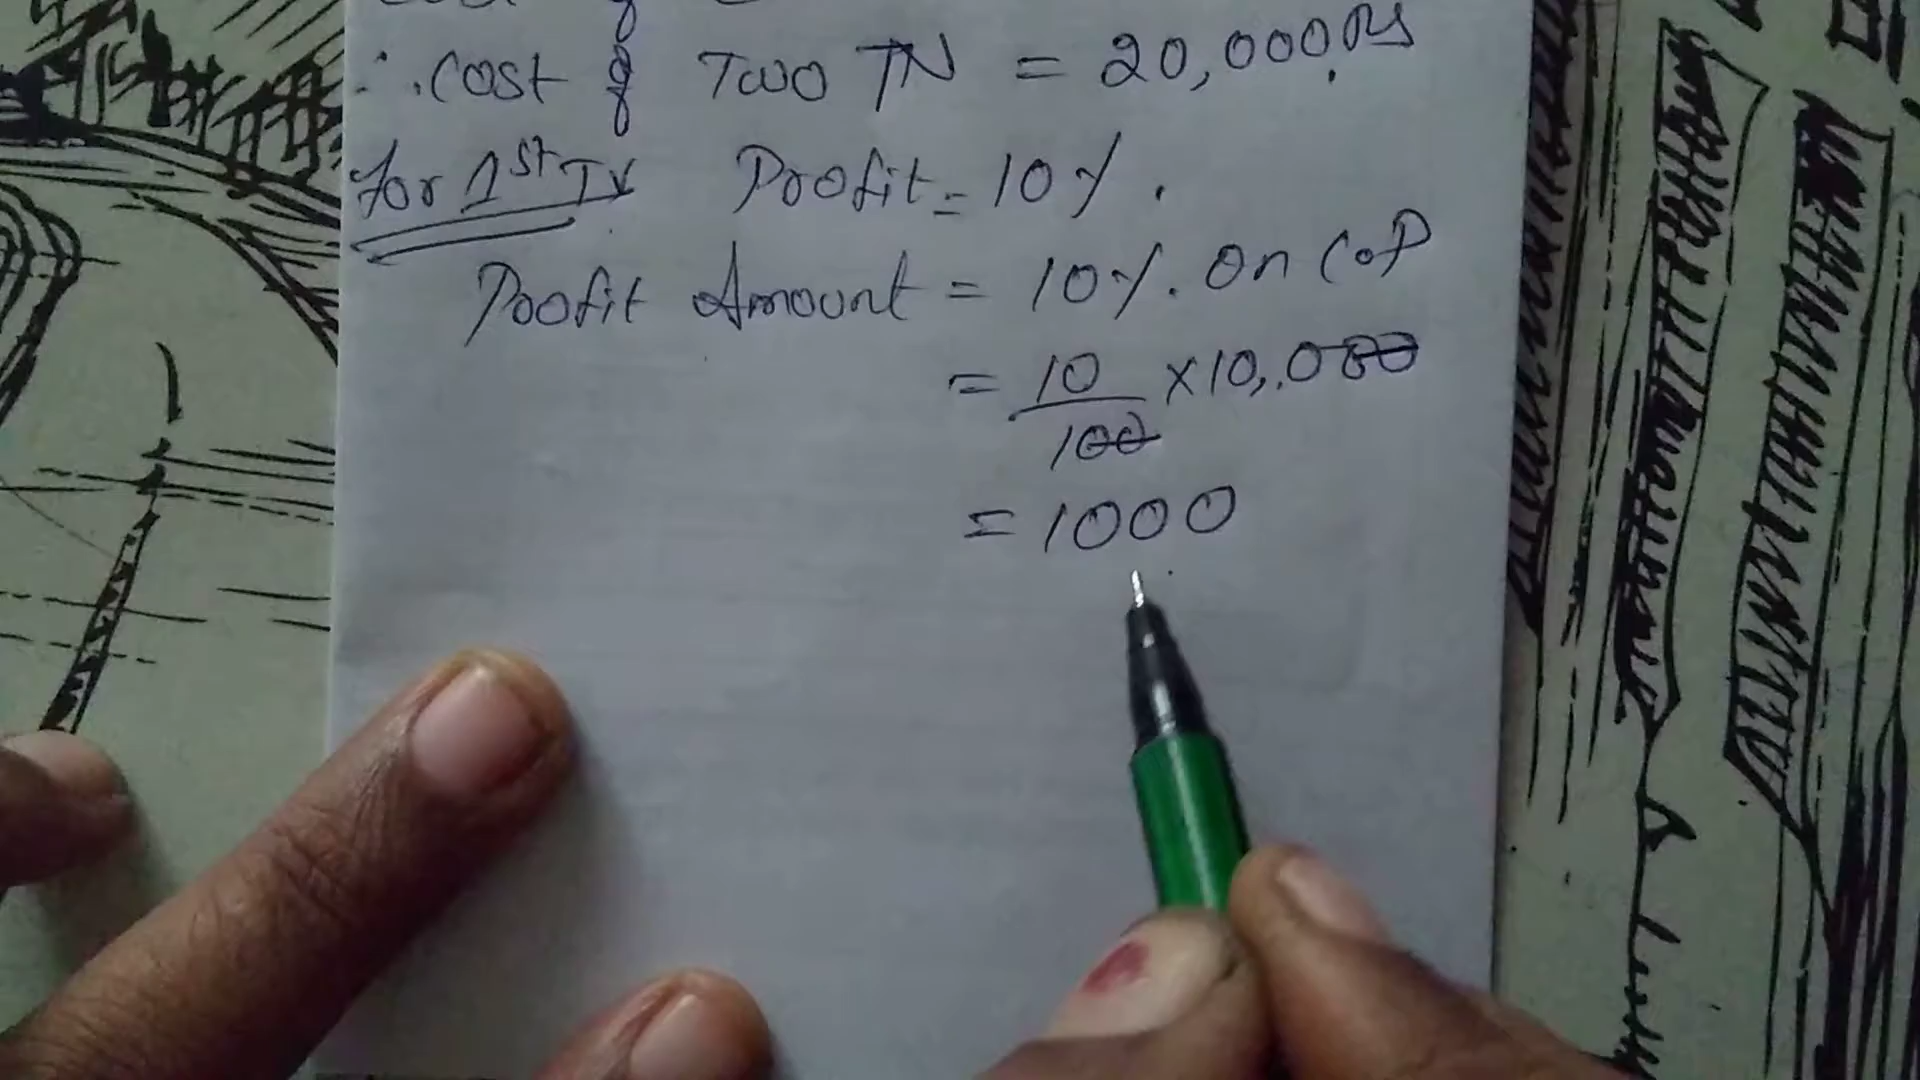 ∴ Cost of Two TV = 20,000 Rs
for 1st TV Profit = 10%.
Profit Amount = 10%. On C.P
= 10/100 × 10,000
= 1000